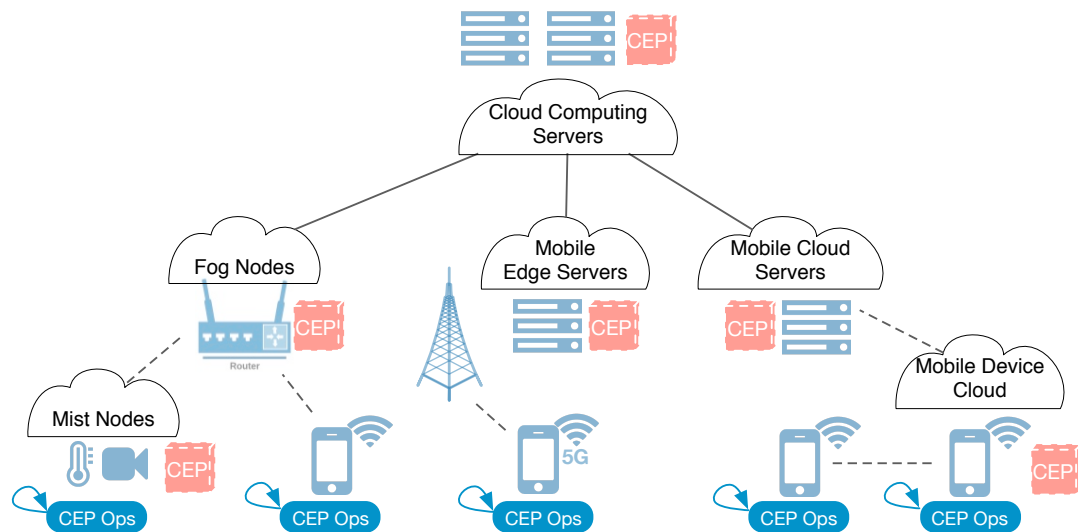 CEP
Cloud Computing
Servers
Fog Nodes
Mobile
Edge Servers
Mobile Cloud
Servers
CEP
CEP
CEP
Router
Mobile Device
Cloud
Mist Nodes
5G
CEP
CEP
CEP Ops
CEP Ops
CEP Ops
CEP Ops
CEP Ops